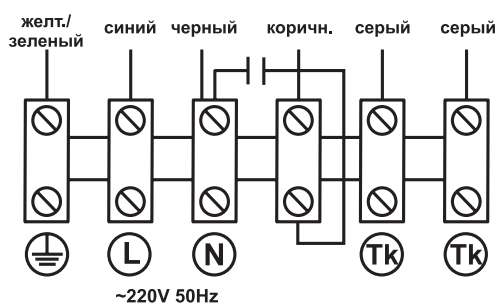 желт./
зеленый
синий
черный
коричн.
серый
серый
L
N
Tk
Tk
~220V 50Hz